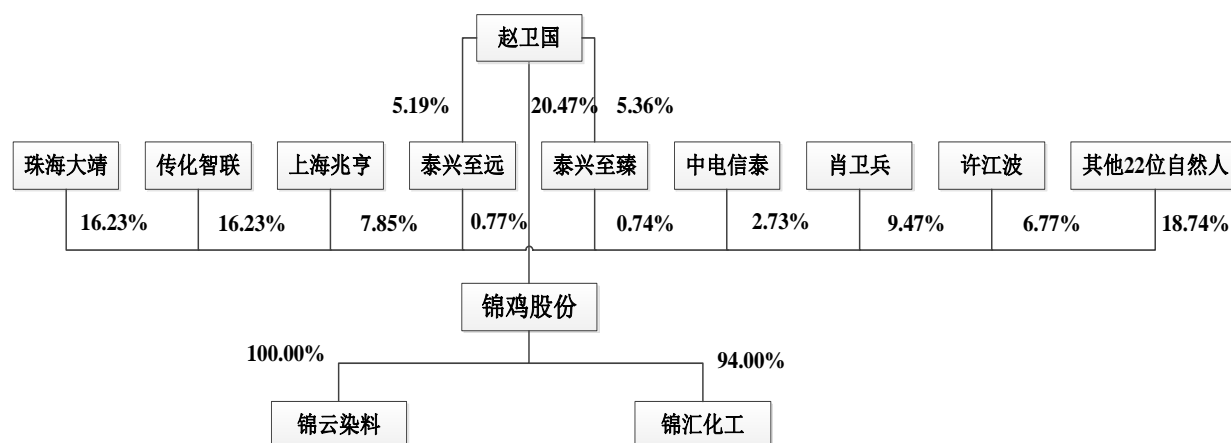 赵卫国
5.19%
20.47%
5.36%
珠海大靖
传化智联
上海兆亨
泰兴至远
泰兴至臻
中电信泰
肖卫兵
许江波
其他22位自然人
16.23%
16.23%
7.85%
0.77%
0.74%
2.73%
9.47%
6.77%
18.74%
锦鸡股份
100.00%
94.00%
锦云染料
锦汇化工